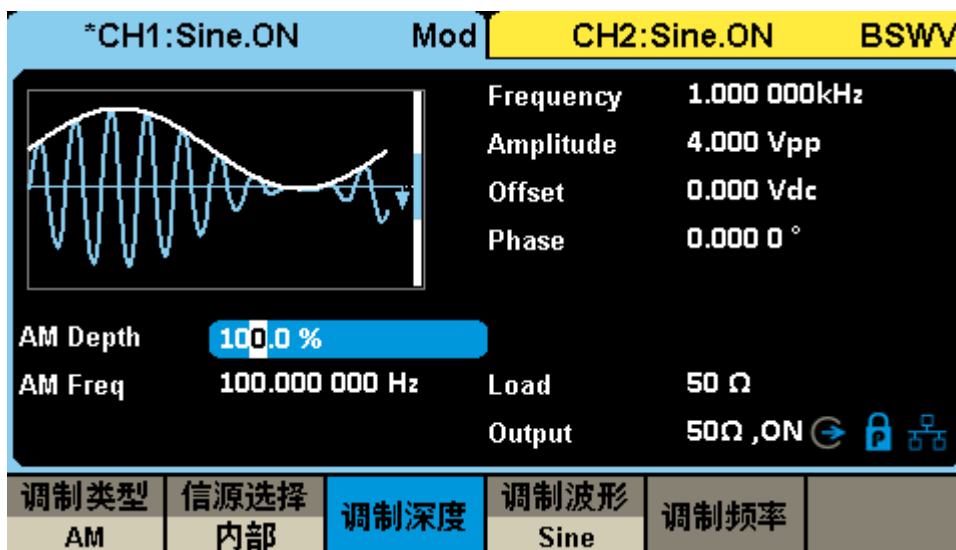 *CH1:Sine.ON Mod CH2:Sine.ON BSWV
Frequency 1.000 000kHz
Amplitude 4.000 Vpp
Offset 0.000 Vdc
Phase 0.000 0 °
AM Depth 100.0 %
AM Freq 100.000 000 Hz Load 50 Ω
Output 50Ω ,ON P
调制类型 信源选择 调制深度 调制波形 调制频率
AM 内部 Sine